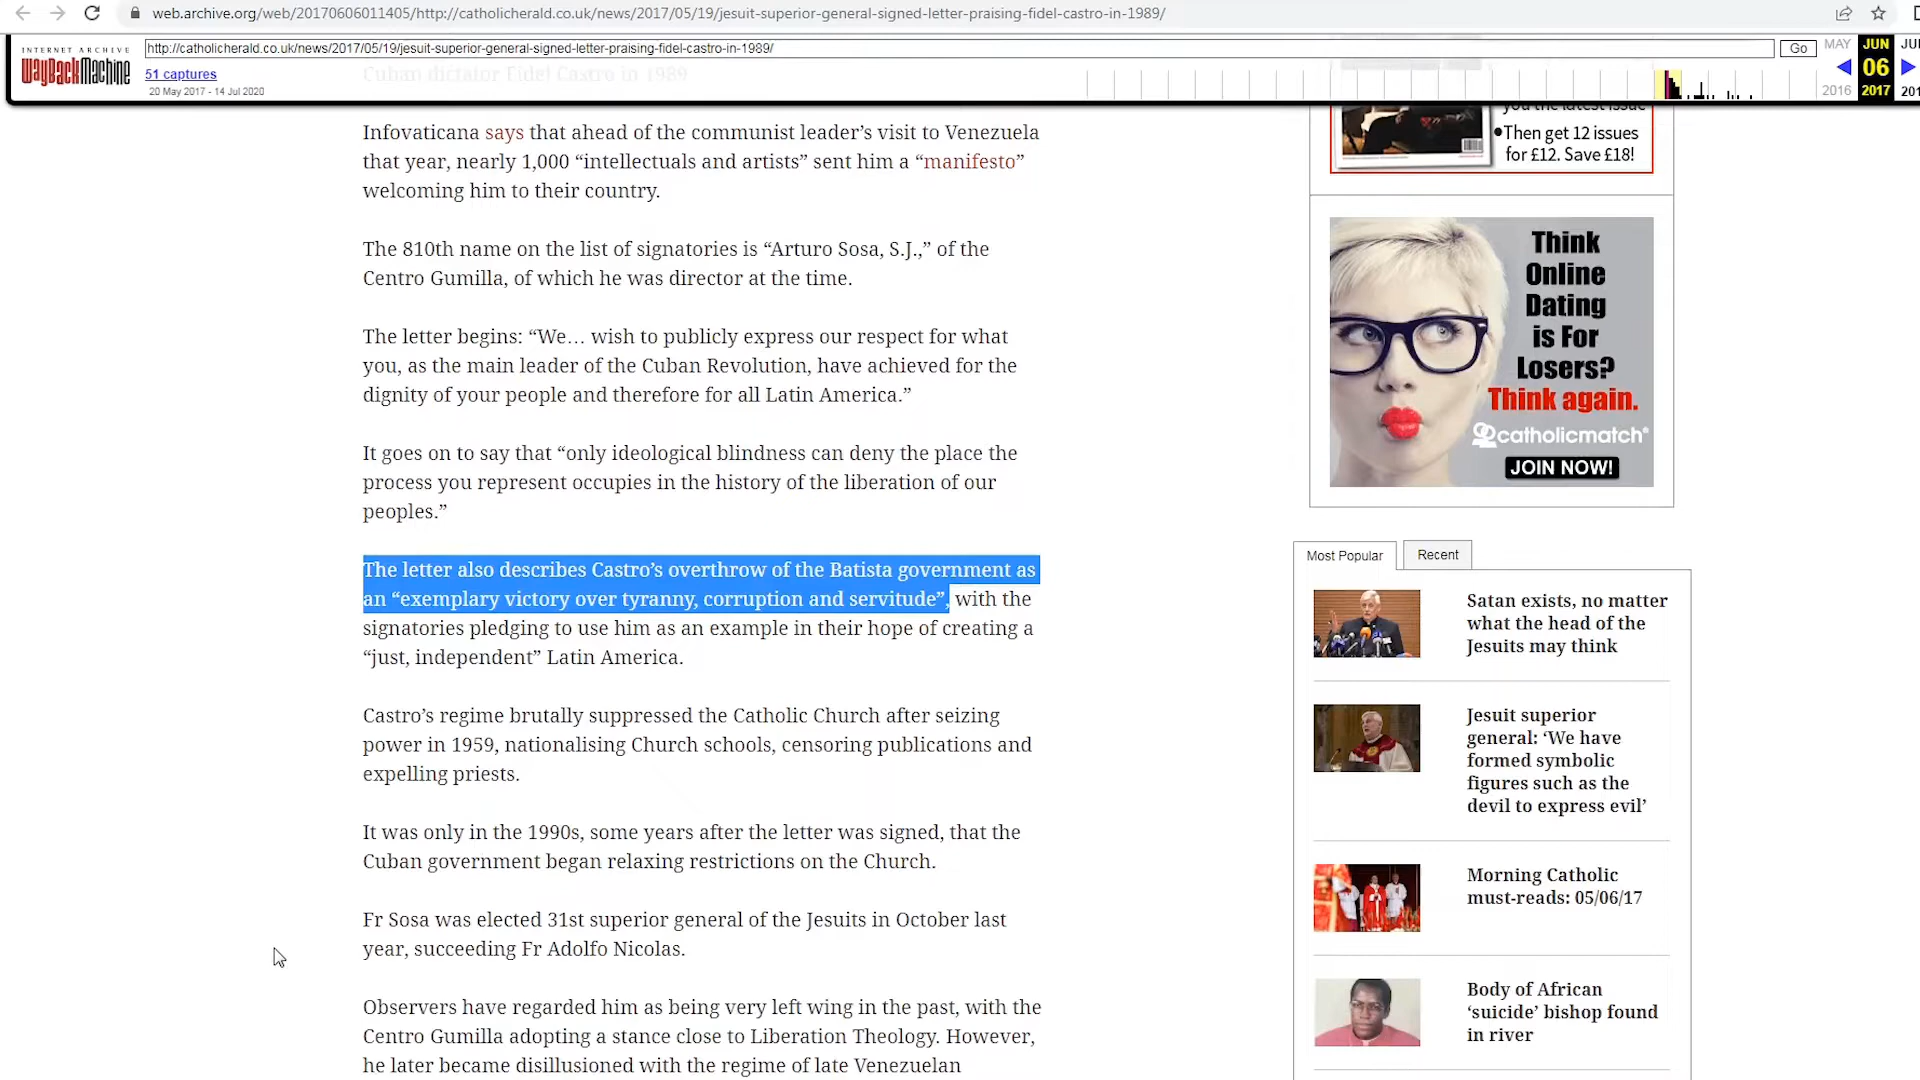 web.archive.org/web/20170606011405/http://catholicherald.co.uk/news/2017/05/19/jesuit-superior-general-signed-letter-praising-fidel-castro-in-1989/
INTERNET ARCHIVE
WayBackMachine
http://catholicherald.co.uk/news/2017/05/19/jesuit-superior-general-signed-letter-praising-fidel-castro-in-1989/
Go
MAY
JUN
51 captures
06
20 May 2017 - 14 Jul 2020
2016
2017
Cuban dictator Fidel Castro in 1989
Infovaticana says that ahead of the communist leader’s visit to Venezuela
that year, nearly 1,000 “intellectuals and artists” sent him a “manifesto”
welcoming him to their country.
The 810th name on the list of signatories is “Arturo Sosa, S.J.,” of the
Centro Gumilla, of which he was director at the time.
The letter begins: “We… wish to publicly express our respect for what
you, as the main leader of the Cuban Revolution, have achieved for the
dignity of your people and therefore for all Latin America.”
It goes on to say that “only ideological blindness can deny the place the
process you represent occupies in the history of the liberation of our
peoples.”
The letter also describes Castro’s overthrow of the Batista government as
an “exemplary victory over tyranny, corruption and servitude”, with the
signatories pledging to use him as an example in their hope of creating a
“just, independent” Latin America.
Castro’s regime brutally suppressed the Catholic Church after seizing
power in 1959, nationalising Church schools, censoring publications and
expelling priests.
It was only in the 1990s, some years after the letter was signed, that the
Cuban government began relaxing restrictions on the Church.
Fr Sosa was elected 31st superior general of the Jesuits in October last
year, succeeding Fr Adolfo Nicolas.
Observers have regarded him as being very left wing in the past, with the
Centro Gumilla adopting a stance close to Liberation Theology. However,
he later became disillusioned with the regime of late Venezuelan
you the latest issue
•Then get 12 issues
for £12. Save £18!
Think
Online
Dating
is For
Losers?
Think again.
catholicmatch
JOIN NOW!
Most Popular
Recent
Satan exists, no matter
what the head of the
Jesuits may think
Jesuit superior
general: ‘We have
formed symbolic
figures such as the
devil to express evil’
Morning Catholic
must-reads: 05/06/17
Body of African
‘suicide’ bishop found
in river